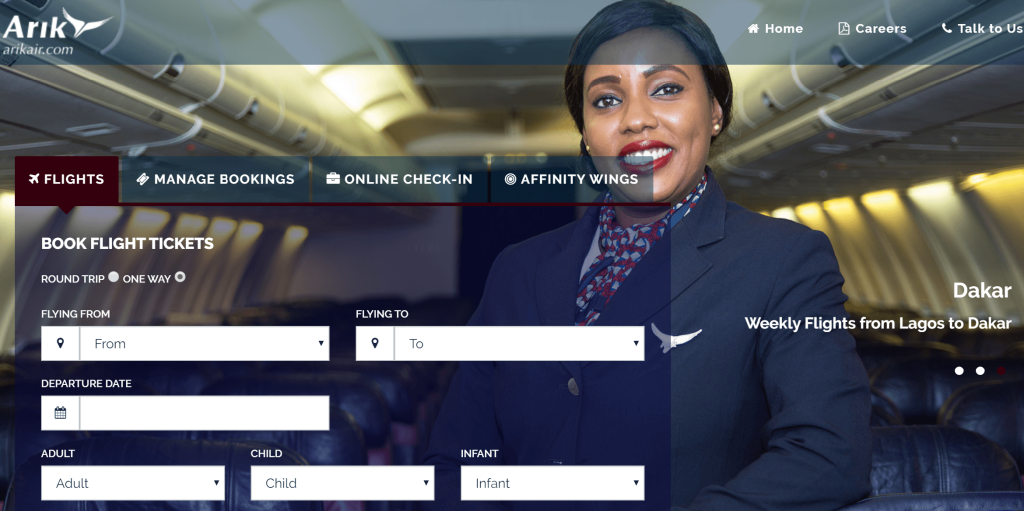 Arik
arikair.com
Home Careers Talk to Us
FLIGHTS MANAGE BOOKINGS ONLINE CHECK-IN AFFINITY WINGS
BOOK FLIGHT TICKETS
ROUND TRIP ONE WAY
FLYING FROM FLYING TO
From To
Dakar
Weekly Flights from Lagos to Dakar
DEPARTURE DATE
ADULT CHILD INFANT
Adult Child Infant